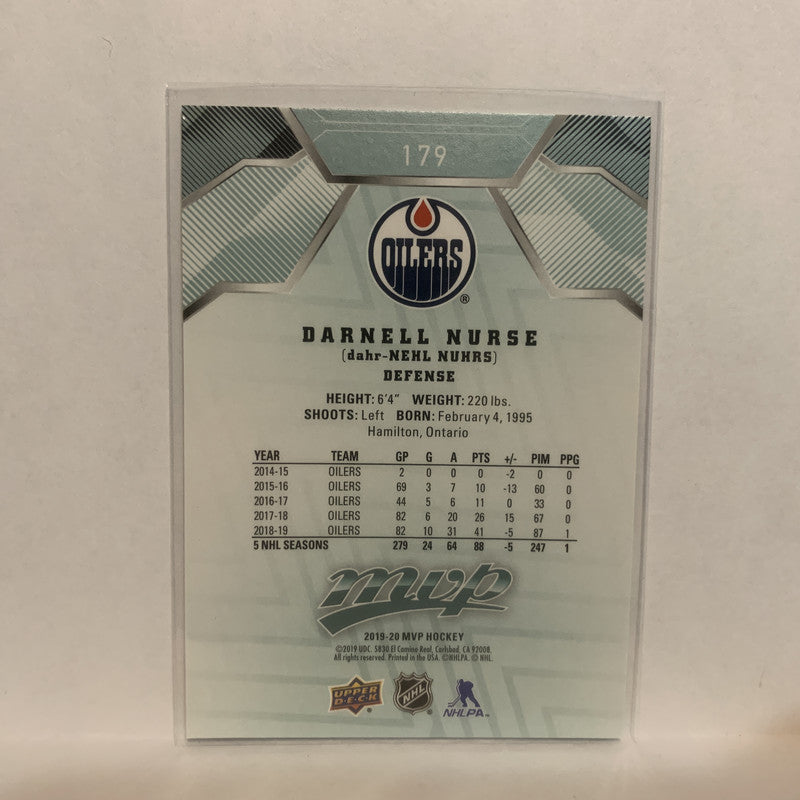 179
OILERS
®
DARNELL NURSE
(dahr-NEHL NUHRS)
DEFENSE
HEIGHT: 6'4" WEIGHT: 220 lbs.
SHOOTS: Left BORN: February 4, 1995
Hamilton, Ontario
YEAR TEAM GP G A PTS +/- PIM PPG
2014-15 OILERS 2 0 0 0 -2 0 0
2015-16 OILERS 69 3 7 10 -13 60 0
2016-17 OILERS 44 5 6 11 0 33 0
2017-18 OILERS 82 6 20 26 15 67 0
2018-19 OILERS 82 10 31 41 -5 87 1
5 NHL SEASONS 279 24 64 88 -5 247 1
mvp
2019-20 MVP HOCKEY
©2019 UDC. 5830 El Camino Real, Carlsbad, CA 92008.
All rights reserved. Printed in the USA. ©NHLPA. © NHL.
UPPER DECK® NHL® NHLPA™